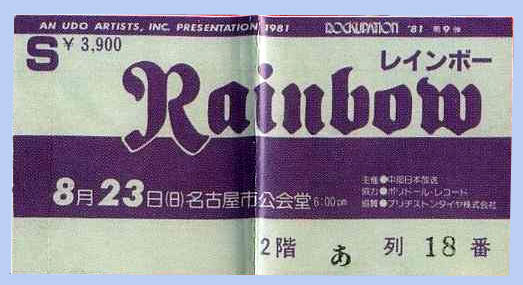 AN UDO ARTISTS, INC. PRESENTATION 1981 ROCKUPATION '81 第9弾
S ¥ 3,900
レインボー
Rainbow
主催●中部日本放送
協力●ポリドール・レコード
協賛●ブリヂストンタイヤ株式会社
8月23日(日)名古屋市公会堂 6:00pm
2階 あ 列 18 番